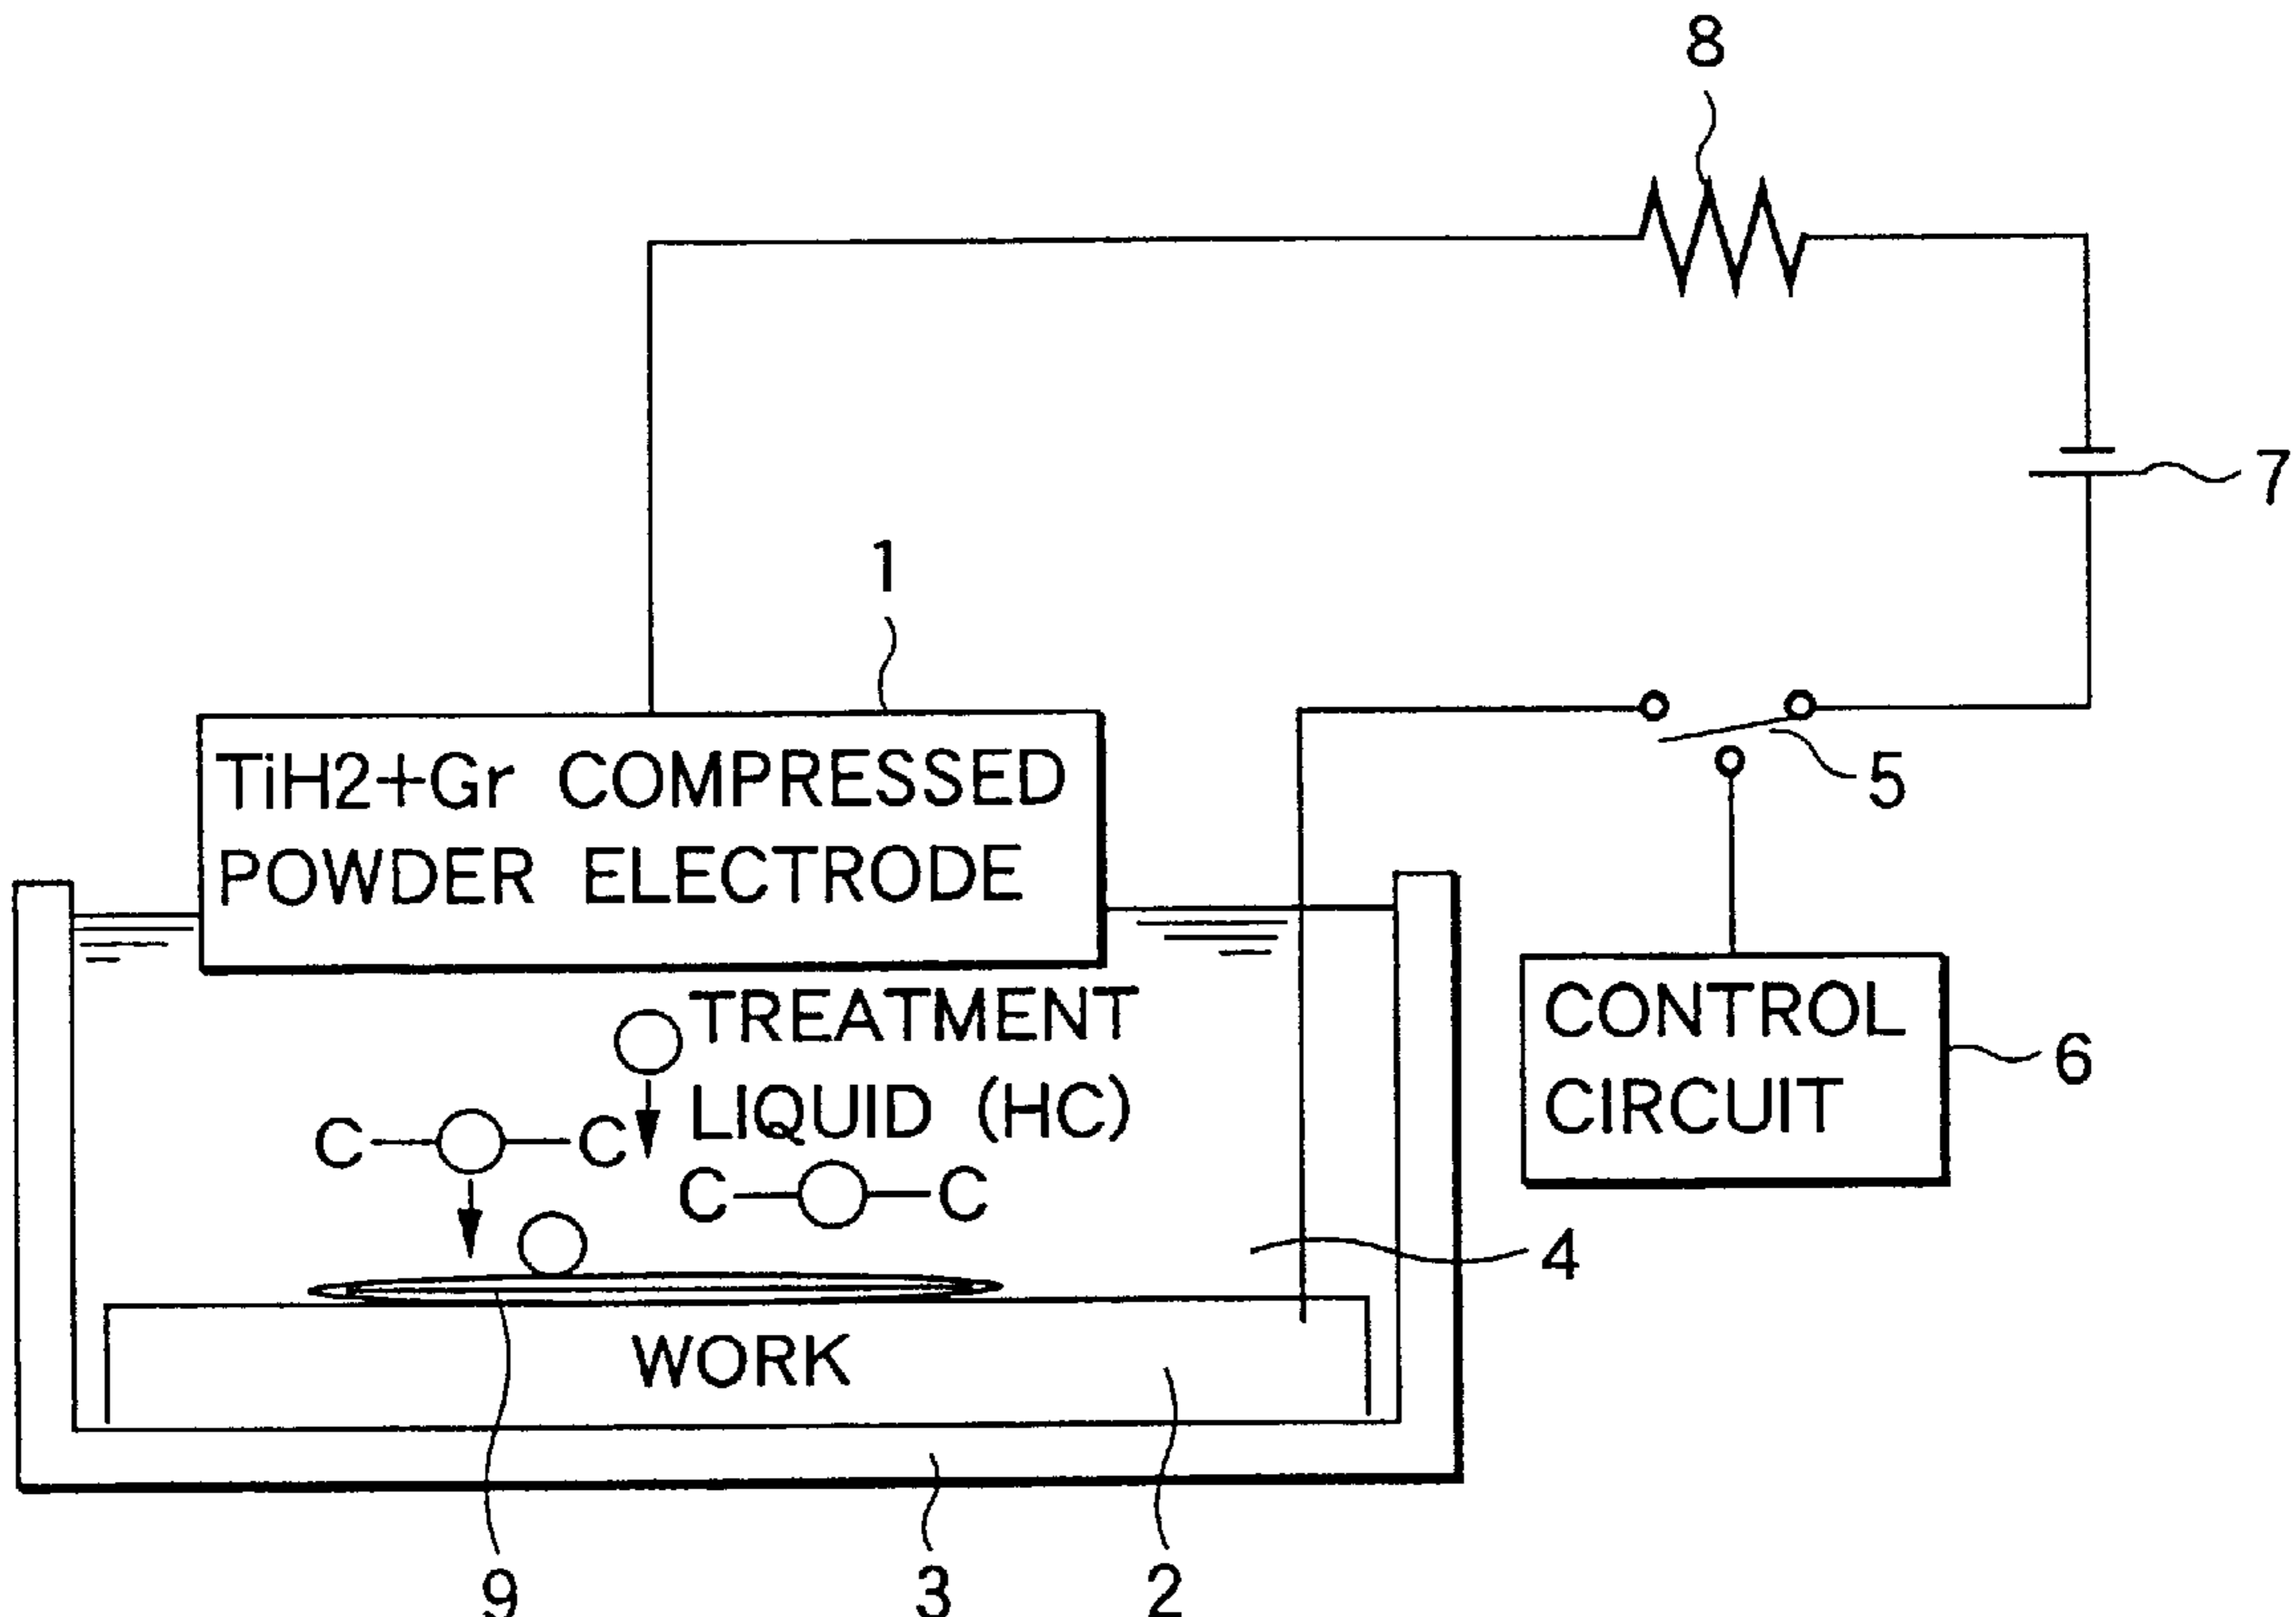 8
7
1
TiH2+Gr COMPRESSED
POWDER ELECTRODE
5
TREATMENT
LIQUID (HC)
C C
C C
CONTROL
CIRCUIT
6
4
WORK
9
3
2